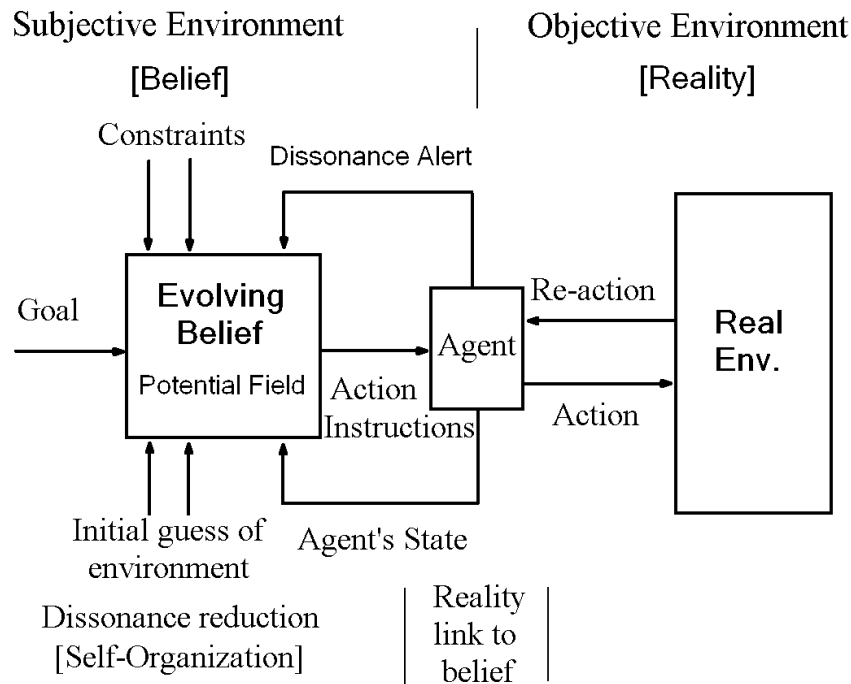 Subjective Environment
Objective Environment
[Belief]
[Reality]
Constraints
Dissonance Alert
Goal
Evolving
Belief
Potential Field
Action
Instructions
Agent
Re-action
Action
Real
Env.
Initial guess of
environment
Agent's State
Dissonance reduction
[Self-Organization]
Reality
link to
belief